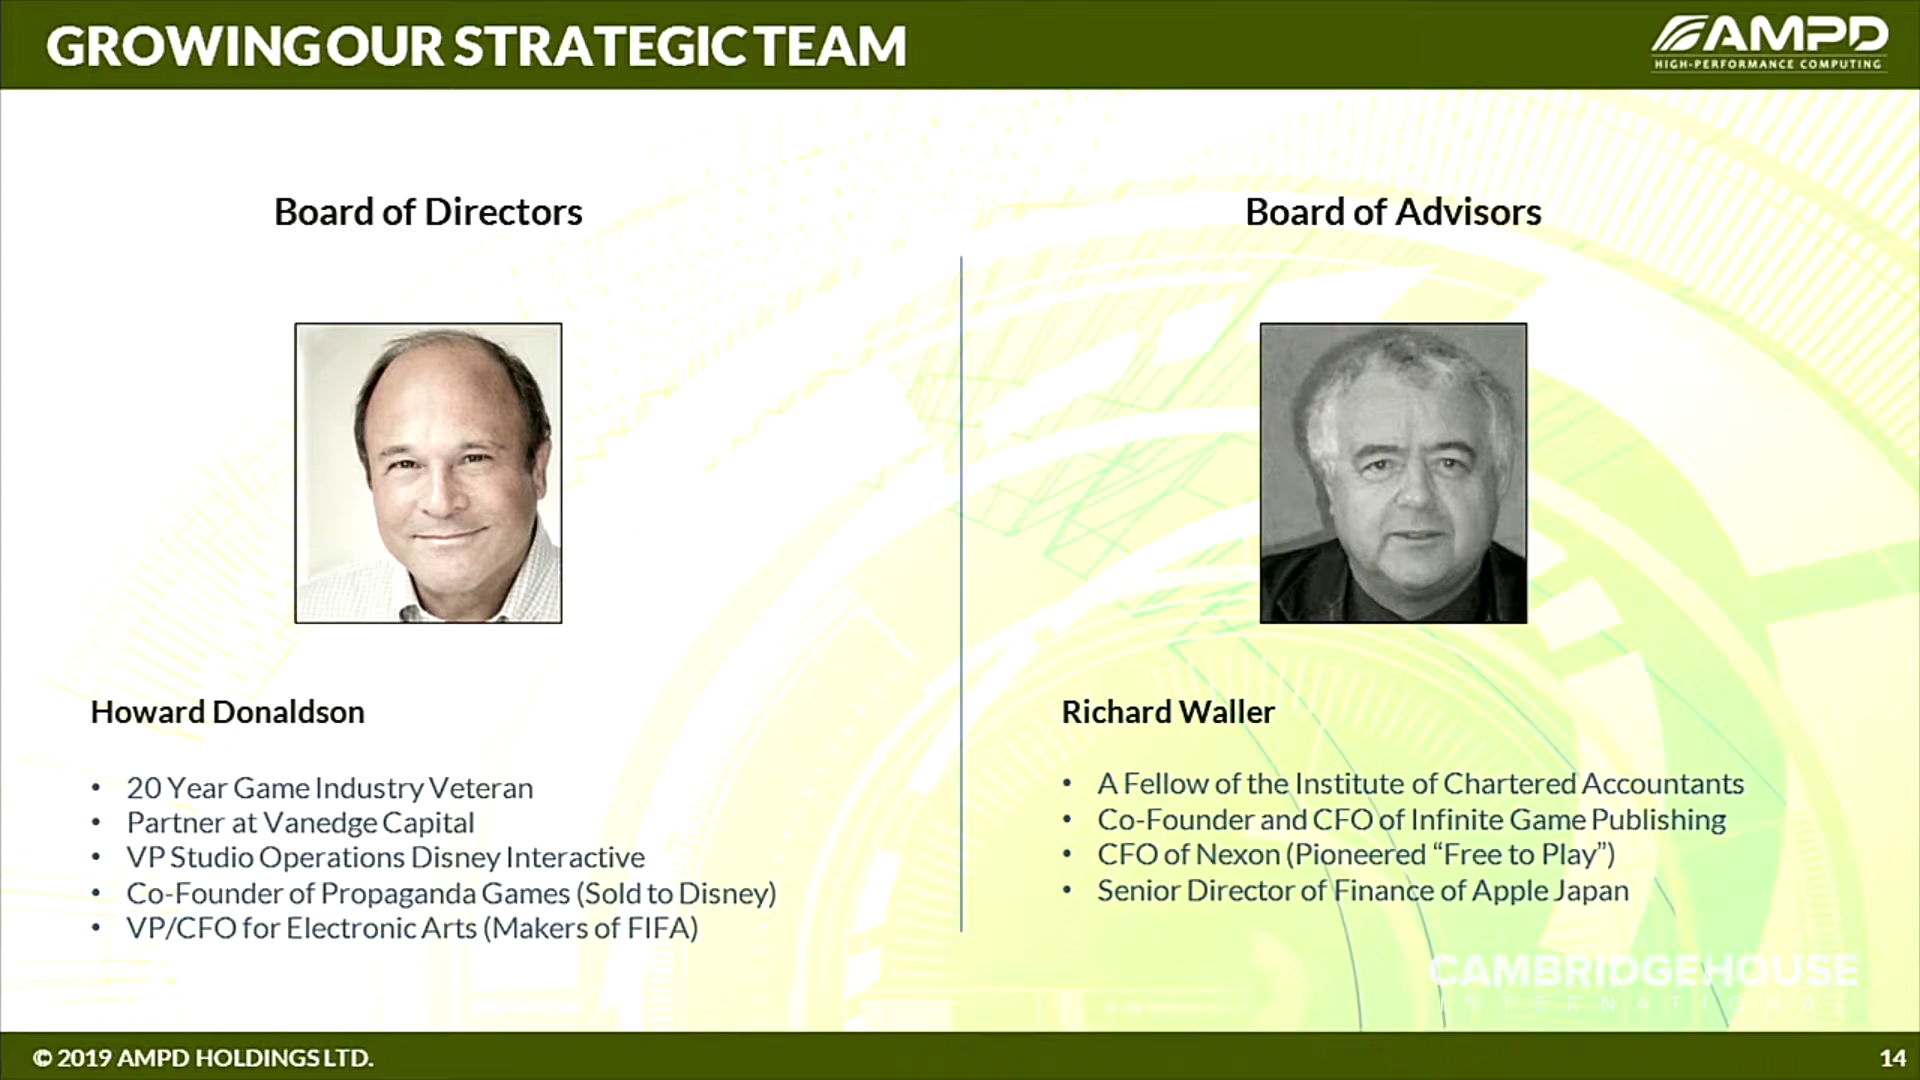 GROWING OUR STRATEGIC TEAM
AMPD
HIGH-PERFORMANCE COMPUTING
Board of Directors
Howard Donaldson
• 20 Year Game Industry Veteran
• Partner at Vanedge Capital
• VP Studio Operations Disney Interactive
• Co-Founder of Propaganda Games (Sold to Disney)
• VP/CFO for Electronic Arts (Makers of FIFA)
Board of Advisors
Richard Waller
• A Fellow of the Institute of Chartered Accountants
• Co-Founder and CFO of Infinite Game Publishing
• CFO of Nexon (Pioneered “Free to Play”)
• Senior Director of Finance of Apple Japan
CAMBRIDGEHOUSE
INTERNATIONAL
© 2019 AMPD HOLDINGS LTD.
14